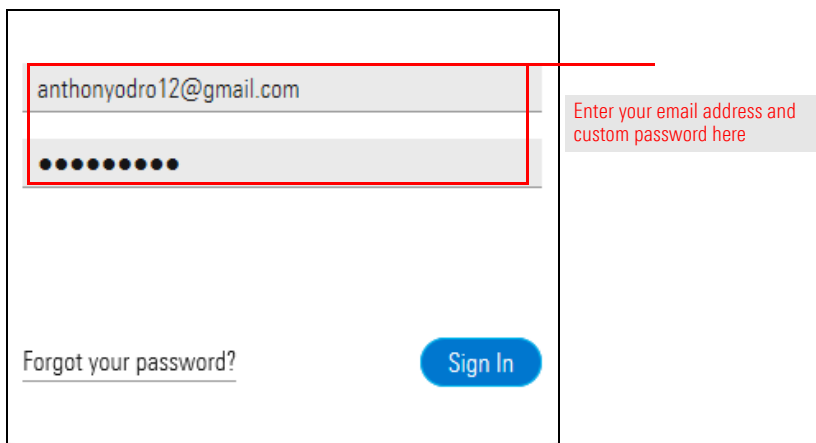 anthonyodro12@gmail.com
●●●●●●●●●
Enter your email address and
custom password here
Forgot your password?
Sign In